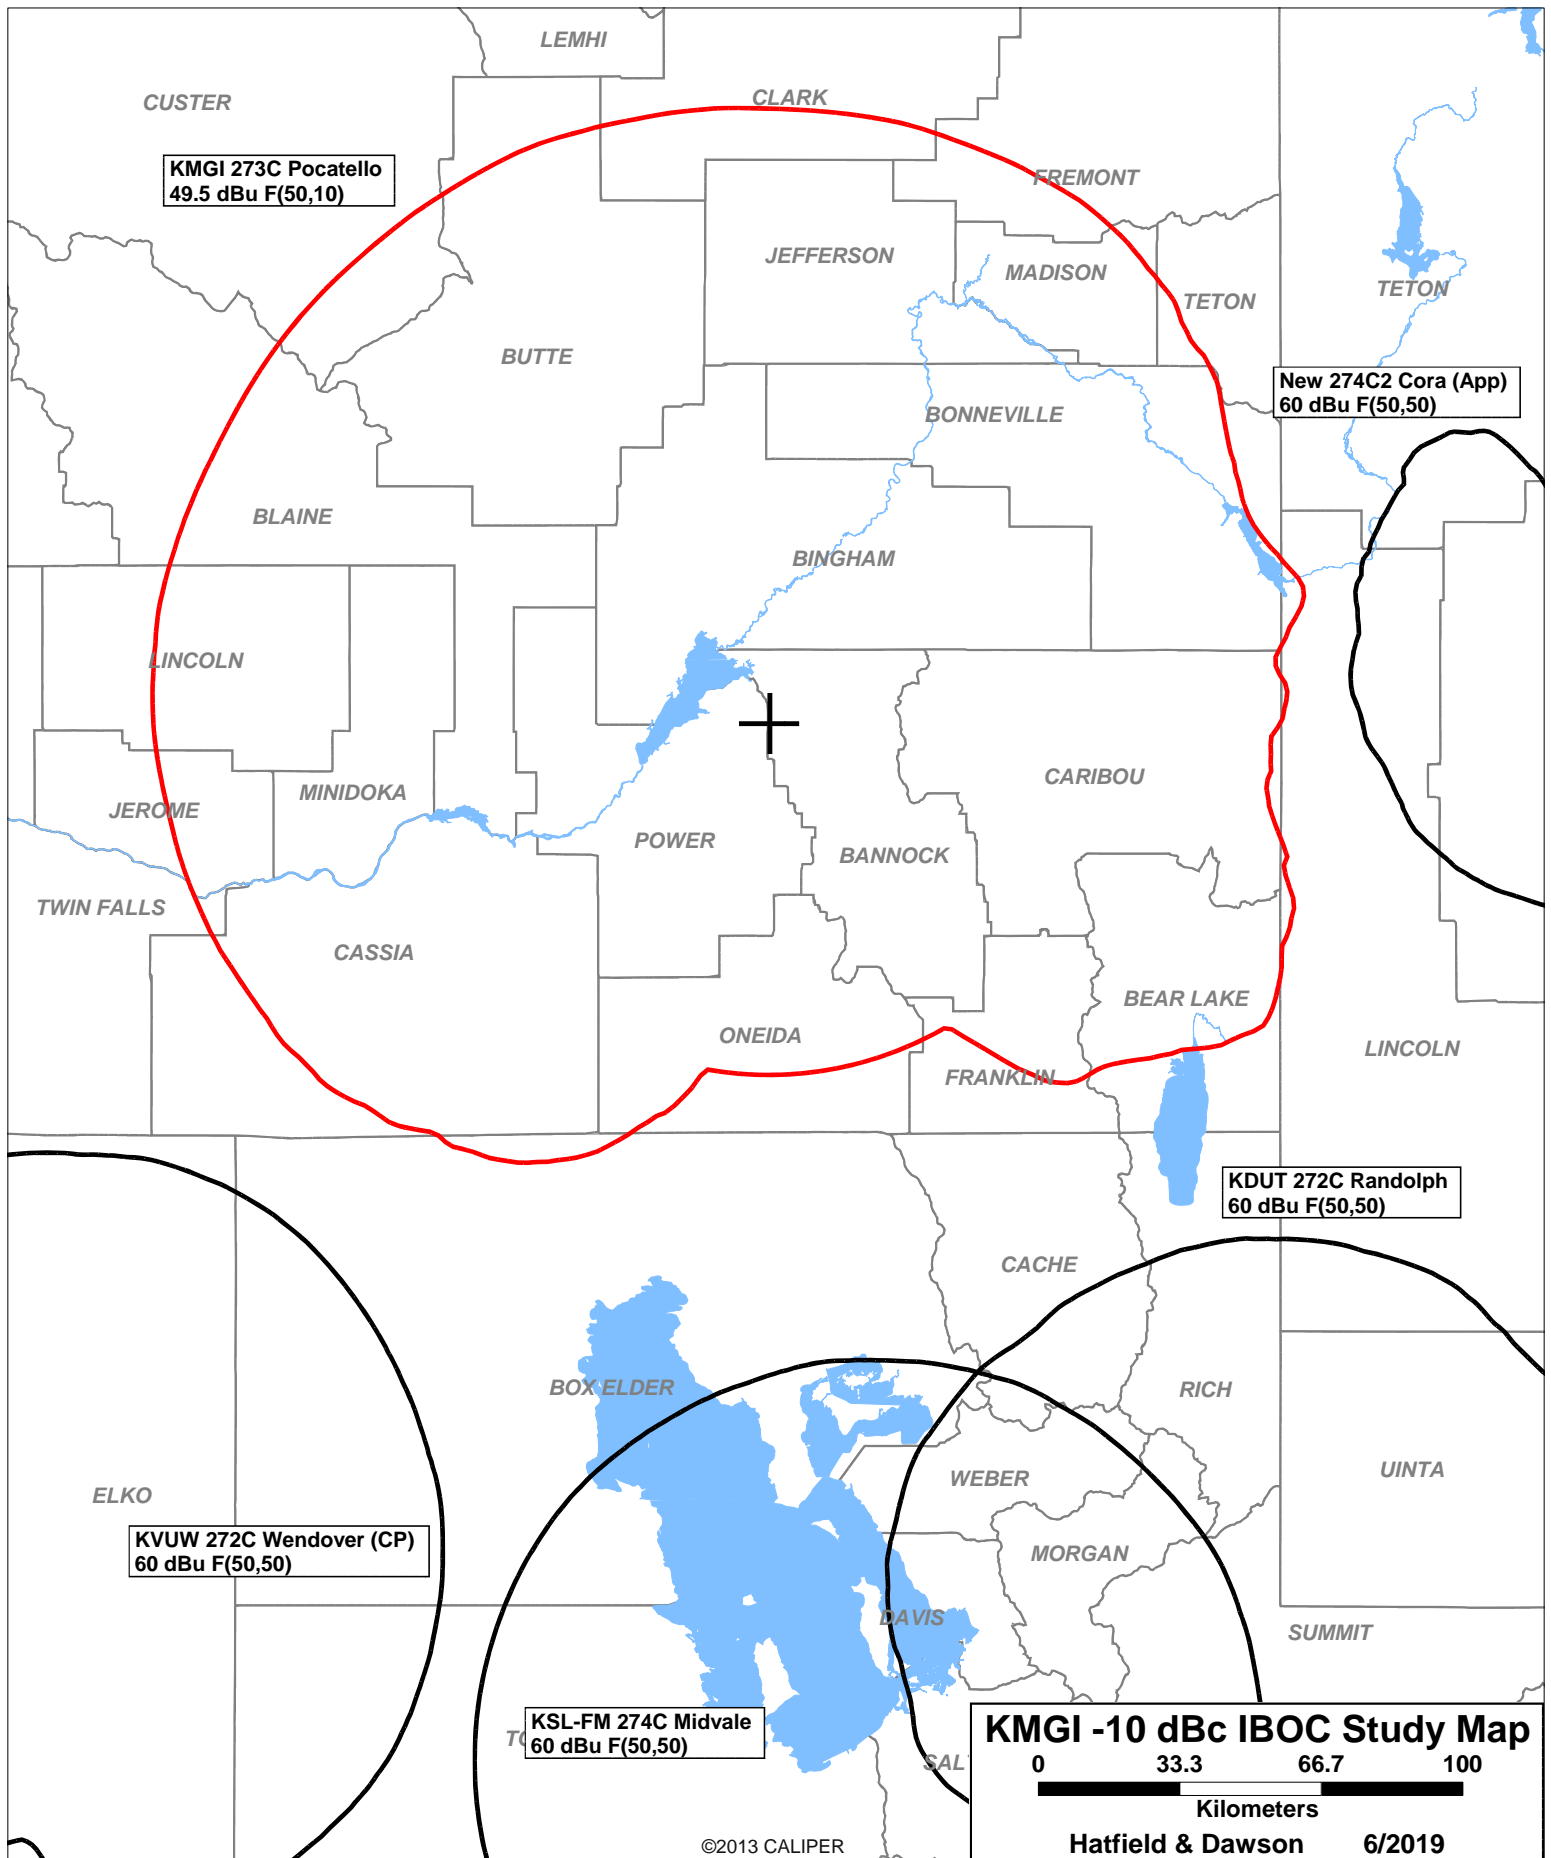 LEMHI
CUSTER
CLARK
KMGI 273C Pocatello
49.5 dBu F(50,10)
FREMONT
JEFFERSON
MADISON
TETON
TETON
BUTTE
New 274C2 Cora (App)
60 dBu F(50,50)
BONNEVILLE
BLAINE
BINGHAM
LINCOLN
CARIBOU
MINIDOKA
JEROME
POWER
BANNOCK
TWIN FALLS
CASSIA
BEAR LAKE
ONEIDA
LINCOLN
FRANKLIN
KDUT 272C Randolph
60 dBu F(50,50)
CACHE
BOX ELDER
RICH
UINTA
WEBER
ELKO
KVUW 272C Wendover (CP)
60 dBu F(50,50)
MORGAN
DAVIS
SUMMIT
KSL-FM 274C Midvale
60 dBu F(50,50)
KMGI -10 dBc IBOC Study Map
0 33.3 66.7 100
Kilometers
Hatfield & Dawson 6/2019
©2013 CALIPER